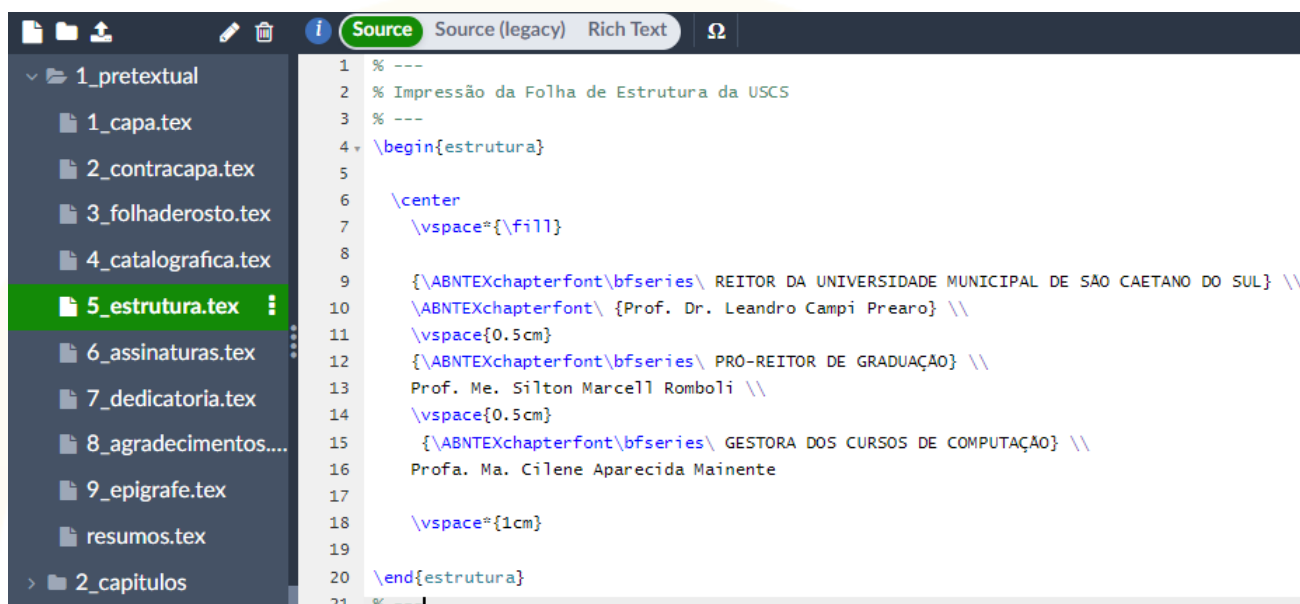 Source Source (legacy) Rich Text Ω
1_pretextual
1_capa.tex
2_contracapa.tex
3_folhaderosto.tex
4_catalografica.tex
5_estrutura.tex
6_assinaturas.tex
7_dedicatoria.tex
8_agradecimentos....
9_epigrafe.tex
resumos.tex
2_capitulos
1 % ---
2 % Impressão da Folha de Estrutura da USCS
3 % ---
4 \begin{estrutura}
5
6 \center
7 \vspace*{\fill}
8
9 {\ABNTEXchapterfont\bfseries\ REITOR DA UNIVERSIDADE MUNICIPAL DE SÃO CAETANO DO SUL} \\
10 \ABNTEXchapterfont\ {Prof. Dr. Leandro Campi Prearo} \\
11 \vspace{0.5cm}
12 {\ABNTEXchapterfont\bfseries\ PRÓ-REITOR DE GRADUAÇÃO} \\
13 Prof. Me. Silton Marcell Romboli \\
14 \vspace{0.5cm}
15 {\ABNTEXchapterfont\bfseries\ GESTORA DOS CURSOS DE COMPUTAÇÃO} \\
16 Profa. Ma. Cilene Aparecida Mainente
17
18 \vspace*{1cm}
19
20 \end{estrutura}
21 %